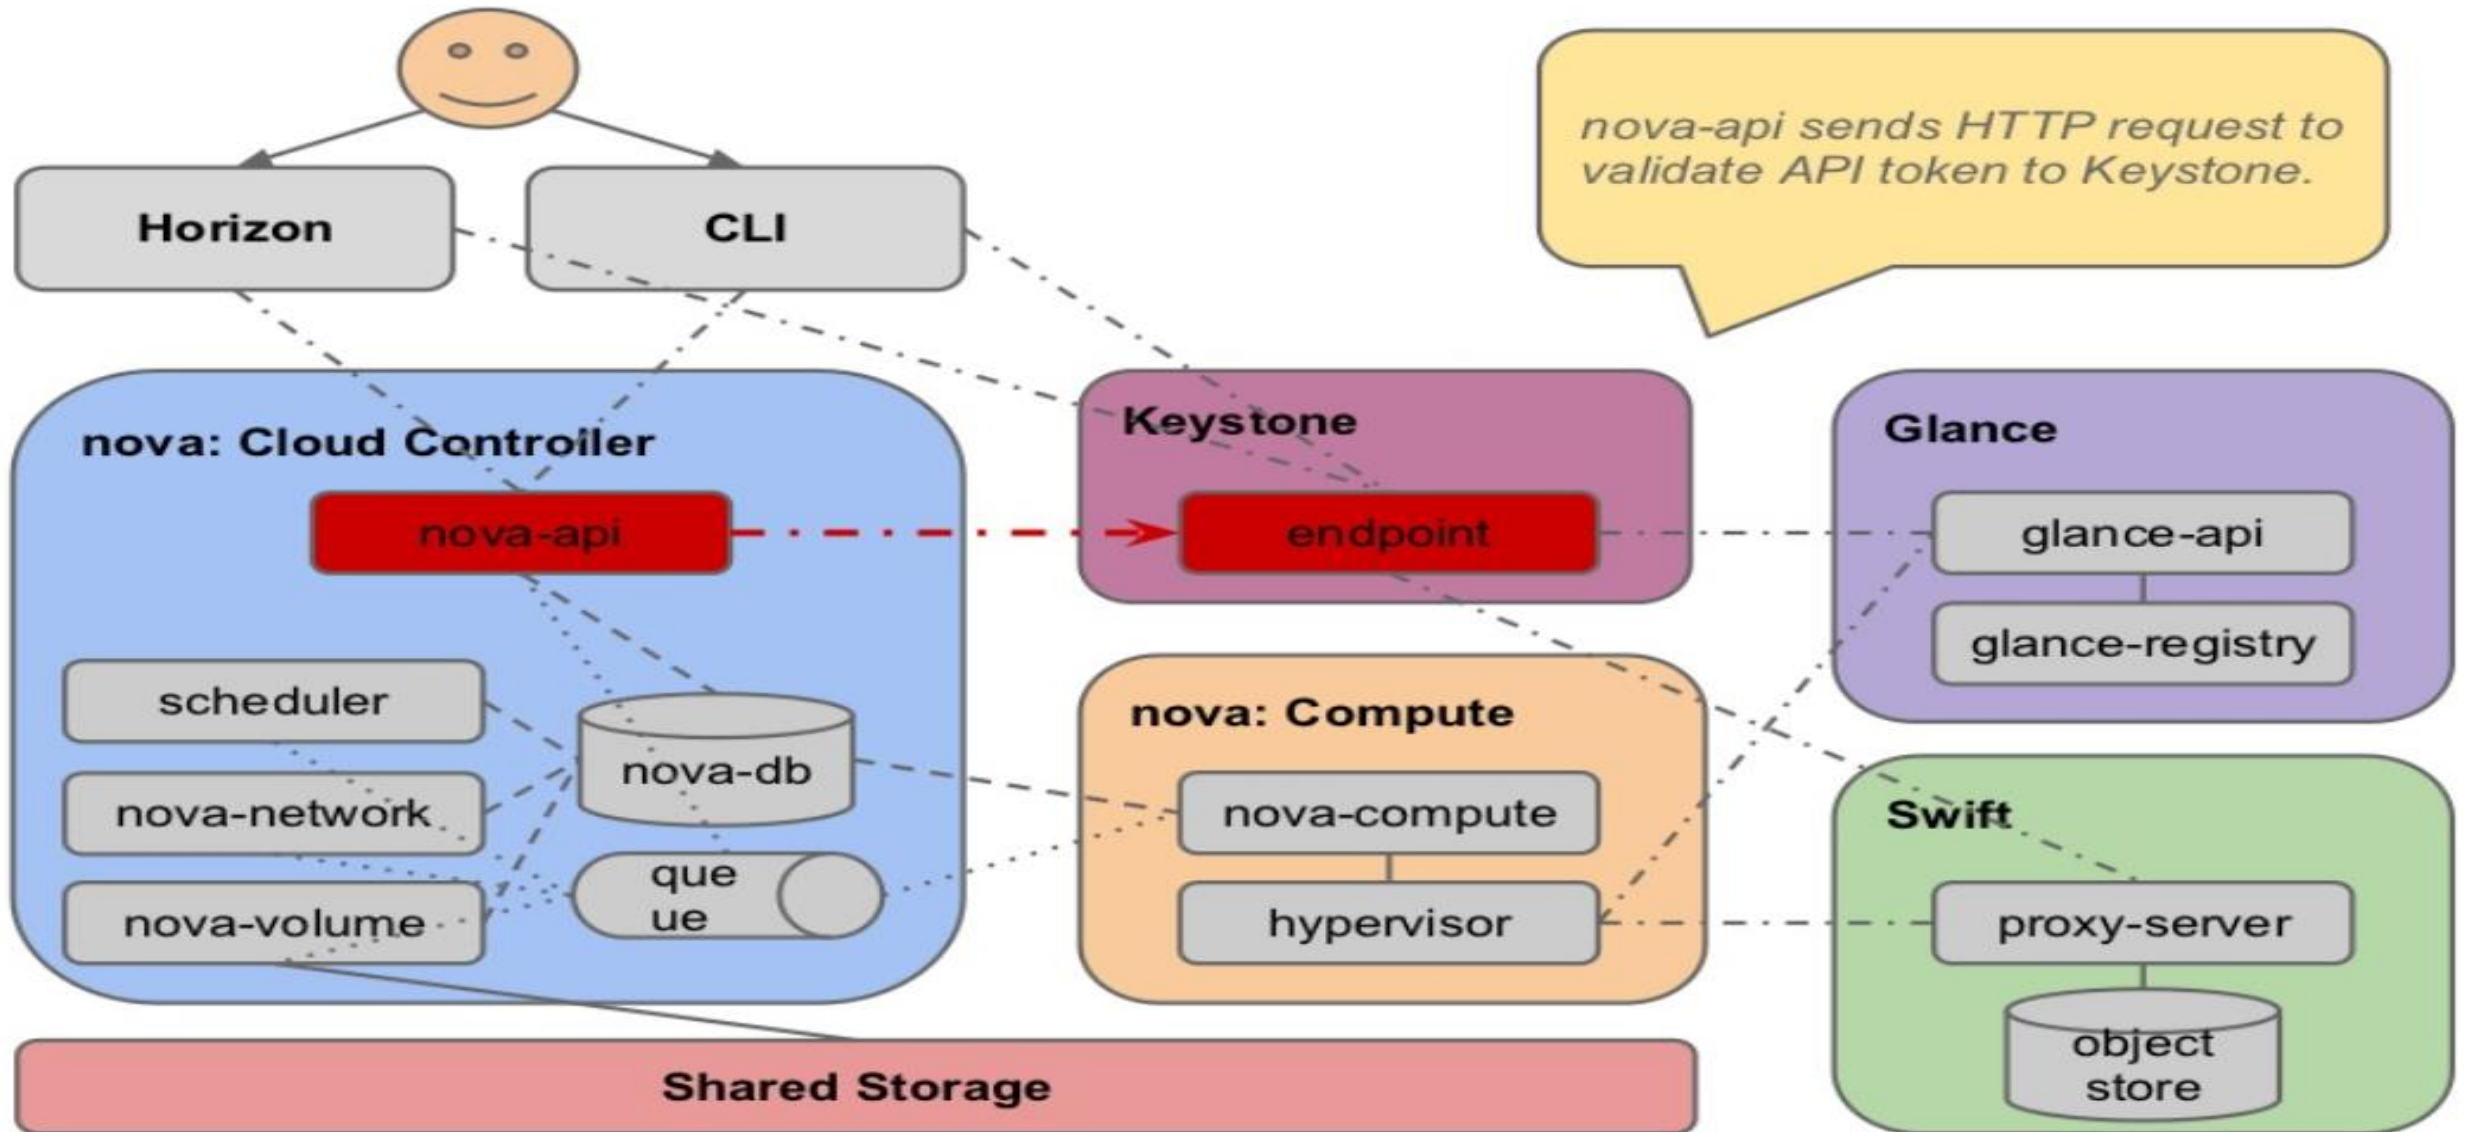 nova-api sends HTTP request to
validate API token to Keystone.
Horizon
CLI
nova: Cloud Controller
nova-api
scheduler
nova-network
nova-volume
nova-db
que
ue
Keystone
endpoint
nova: Compute
nova-compute
hypervisor
Glance
glance-api
glance-registry
Swift
proxy-server
object
store
Shared Storage